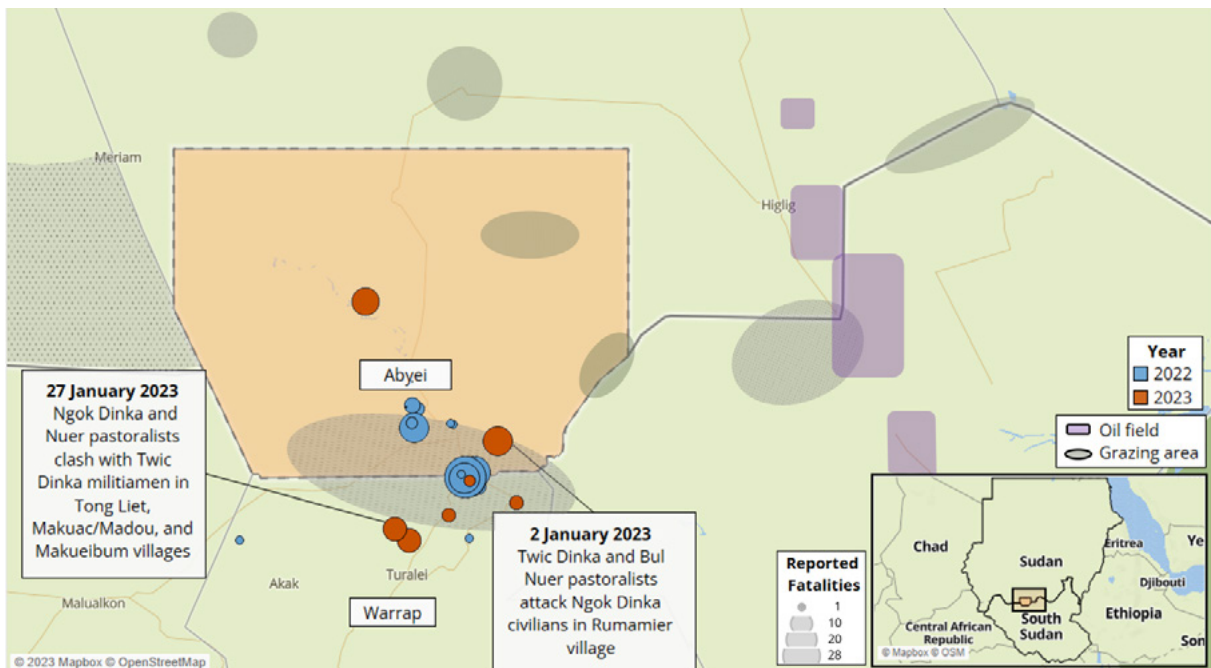 Meriam
Higlig
Abyei
27 January 2023
Ngok Dinka and
Nuer pastoralists
clash with Twic
Dinka militiamen in
Tong Liet,
Makuac/Madou, and
Makueibum villages
2 January 2023
Twic Dinka and Bul
Nuer pastoralists
attack Ngok Dinka
civilians in Rumamier
village
Akak
Turalei
Malualkon
Warrap
Year
2022
2023
Oil field
Grazing area
Reported
Fatalities
1
10
20
28
Chad
Sudan
Eritrea
Ye
Djibouti
Ethiopia
Central African
Republic
South
Sudan
Som
© Mapbox © OSM
© 2023 Mapbox © OpenStreetMap